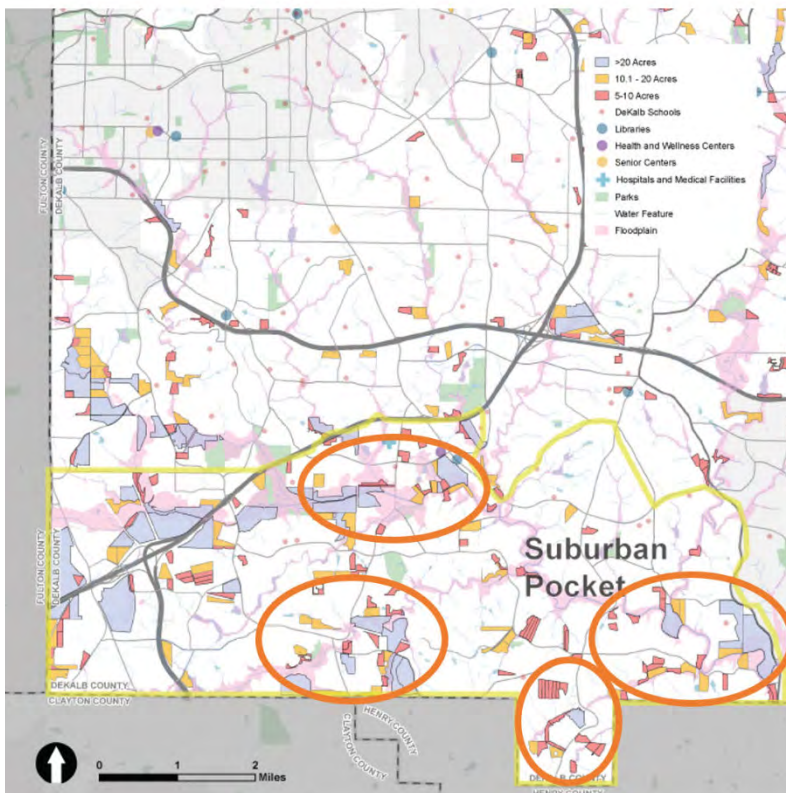 >20 Acres
10.1 - 20 Acres
5-10 Acres
DeKalb Schools
Libraries
Health and Wellness Centers
Senior Centers
Hospitals and Medical Facilities
Parks
Water Feature
Floodplain
FULTON COUNTY
DEKALB COUNTY
FULTON COUNTY
DEKALB COUNTY
Suburban
Pocket
DEKALB COUNTY
CLAYTON COUNTY
HENRY COUNTY
CLAYTON COUNTY
DEKALB COUNTY
HENRY COUNTY
0 1 2
Miles